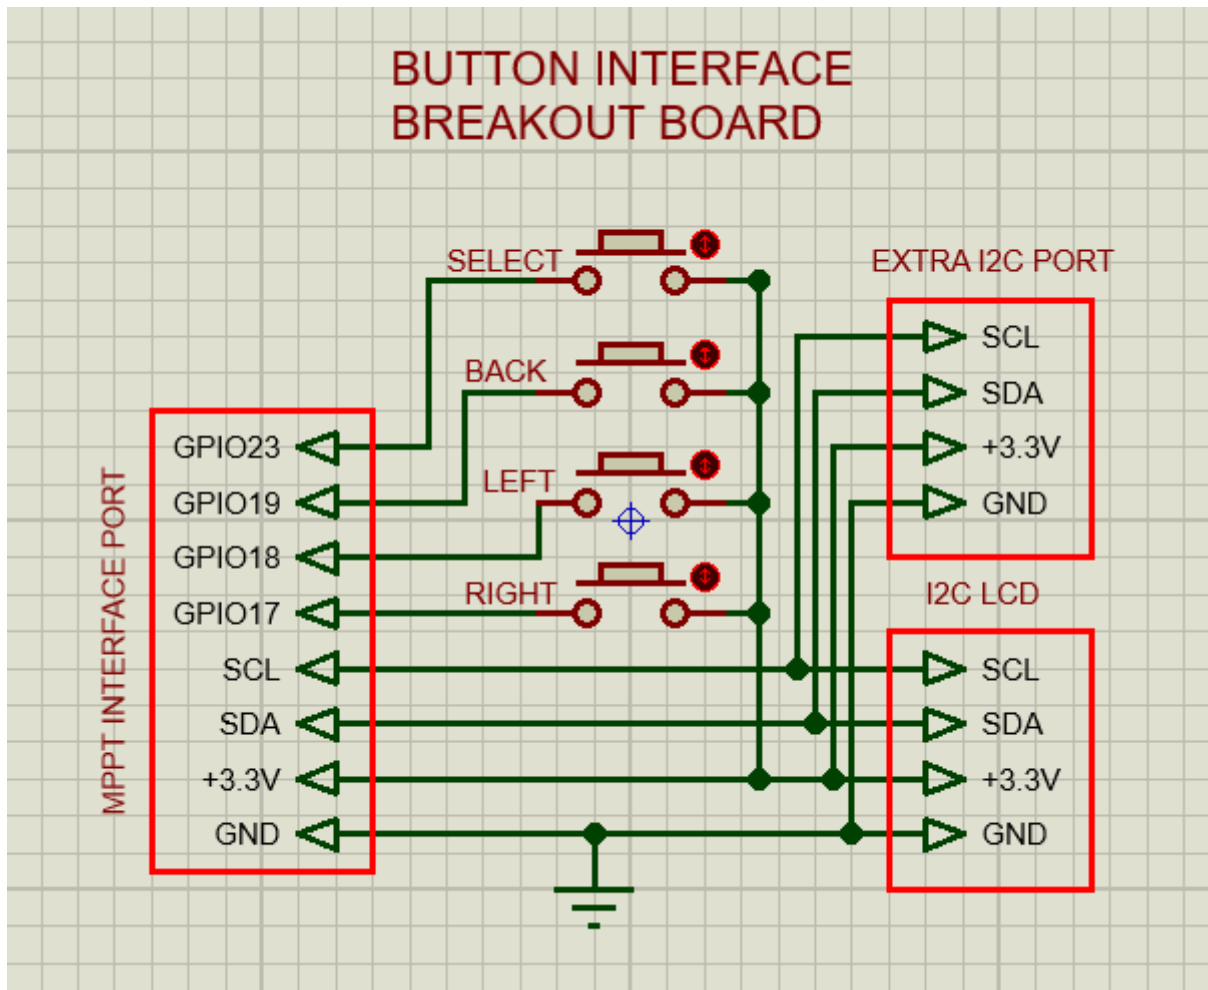 BUTTON INTERFACE
BREAKOUT BOARD
SELECT
BACK
LEFT
RIGHT
MPPT INTERFACE PORT
GPIO23
GPIO19
GPIO18
GPIO17
SCL
SDA
+3.3V
GND
EXTRA I2C PORT
SCL
SDA
+3.3V
GND
I2C LCD
SCL
SDA
+3.3V
GND